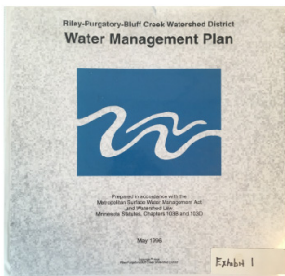 Riley-Purgatory-Bluff Creek Watershed District
Water Management Plan
Prepared in accordance with the
Metropolitan Surface Water Management Act
and Watershed Law
Minnesota Statutes, Chapters 103B and 103D
May 1996
Exhibit 1